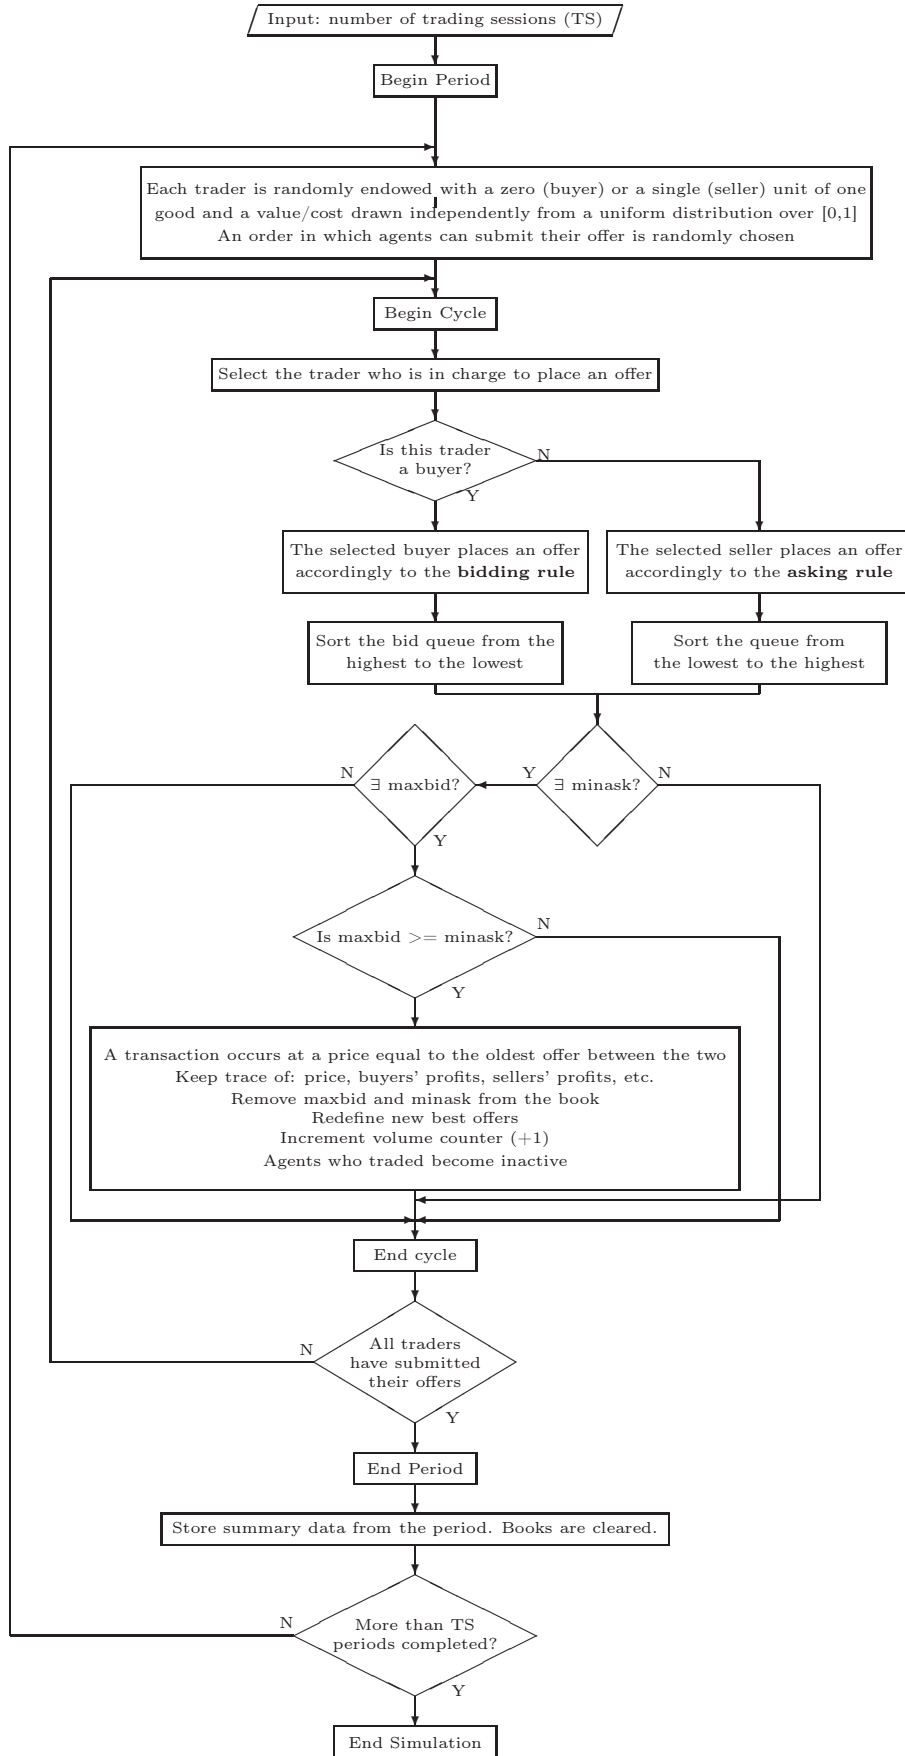 Input: number of trading sessions (TS)
Begin Period
Each trader is randomly endowed with a zero (buyer) or a single (seller) unit of one
good and a value/cost drawn independently from a uniform distribution over [0,1]
An order in which agents can submit their offer is randomly chosen
Begin Cycle
Select the trader who is in charge to place an offer
Is this trader
a buyer?
N
Y
The selected buyer places an offer
accordingly to the bidding rule
The selected seller places an offer
accordingly to the asking rule
Sort the bid queue from the
highest to the lowest
Sort the queue from
the lowest to the highest
N
∃ maxbid?
Y
∃ minask?
N
Y
Is maxbid >= minask?
N
Y
A transaction occurs at a price equal to the oldest offer between the two
Keep trace of: price, buyers' profits, sellers' profits, etc.
Remove maxbid and minask from the book
Redefine new best offers
Increment volume counter (+1)
Agents who traded become inactive
End cycle
N
All traders
have submitted
their offers
Y
End Period
Store summary data from the period. Books are cleared.
N
More than TS
periods completed?
Y
End Simulation